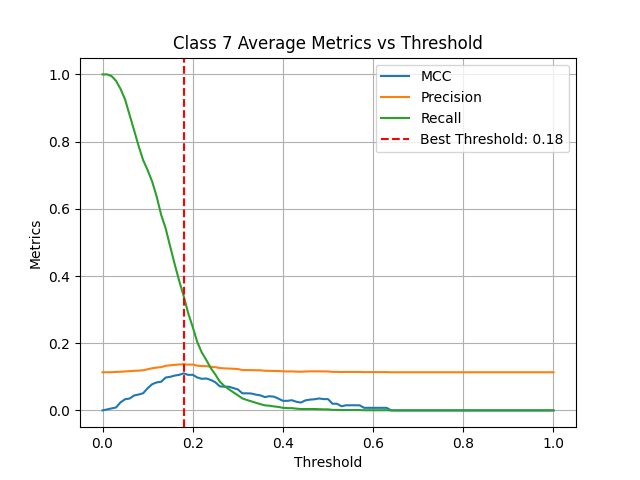 Class 7 Average Metrics vs Threshold
Metrics
1.0
0.8
0.6
0.4
0.2
0.0
MCC
Precision
Recall
Best Threshold: 0.18
0.0 0.2 0.4 0.6 0.8 1.0
Threshold